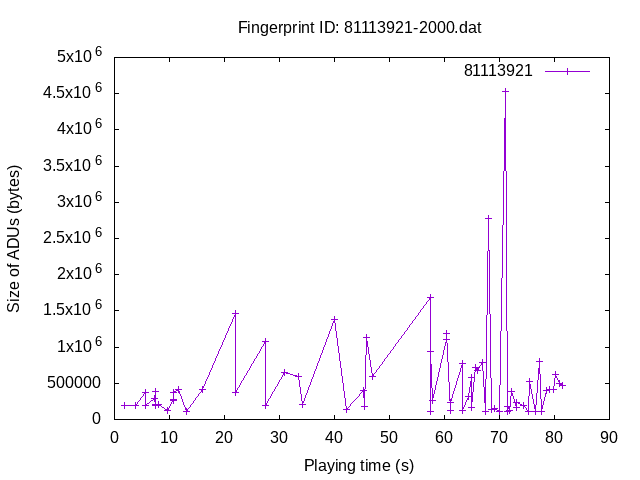 Fingerprint ID: 81113921-2000.dat
81113921
Size of ADUs (bytes)
5x10^6
4.5x10^6
4x10^6
3.5x10^6
3x10^6
2.5x10^6
2x10^6
1.5x10^6
1x10^6
500000
0
0 10 20 30 40 50 60 70 80 90
Playing time (s)